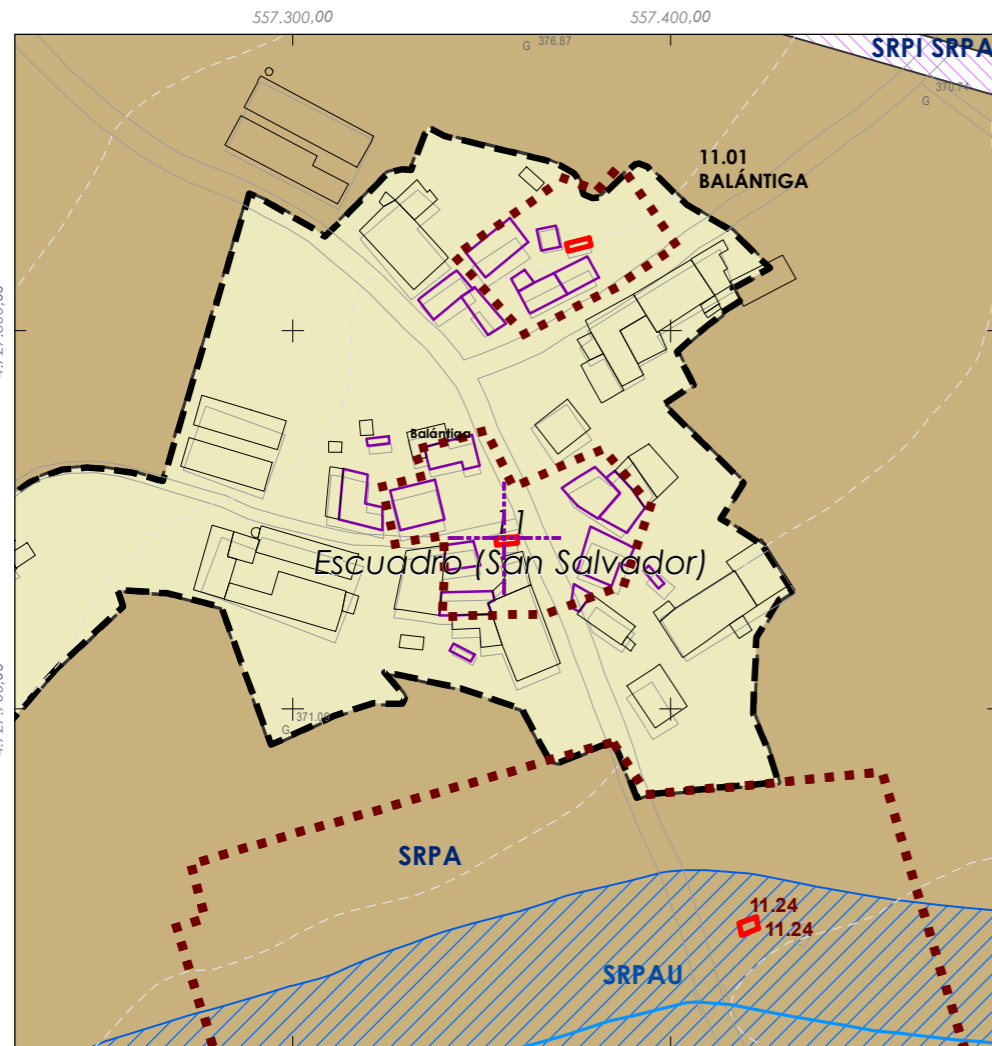 557.300,00
557.400,00
G 376.87
SRPI SRPA
370.74
G
11.01
BALÁNTIGA
Balántiga
11
Escuadro (San Salvador)
G 371.09
SRPA
11.24
11.24
SRPAU